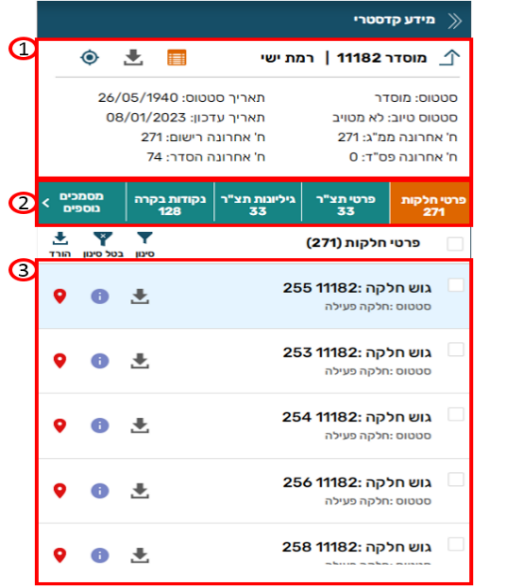 מידע קדסטרי
1
מוסדר 11182 | רמת ישי
סטטוס: מוסדר
תאריך סטטוס: 26/05/1940
סטטוס טיוב: לא מטויב
תאריך עדכון: 08/01/2023
ח' אחרונה ממ"ג: 271
ח' אחרונה רישום: 271
ח' אחרונה פס"ד: 0
ח' אחרונה הסדר: 74
2
פרטי חלקות
271
פרטי תצ"ר
33
גיליונות תצ"ר
33
נקודות בקרה
128
מסמכים
נוספים
פרטי חלקות (271)
סינון
בטל סינון
הורד
3
גוש חלקה :11182 255
סטטוס :חלקה פעילה
גוש חלקה :11182 253
סטטוס :חלקה פעילה
גוש חלקה :11182 254
סטטוס :חלקה פעילה
גוש חלקה :11182 256
סטטוס :חלקה פעילה
גוש חלקה :11182 258